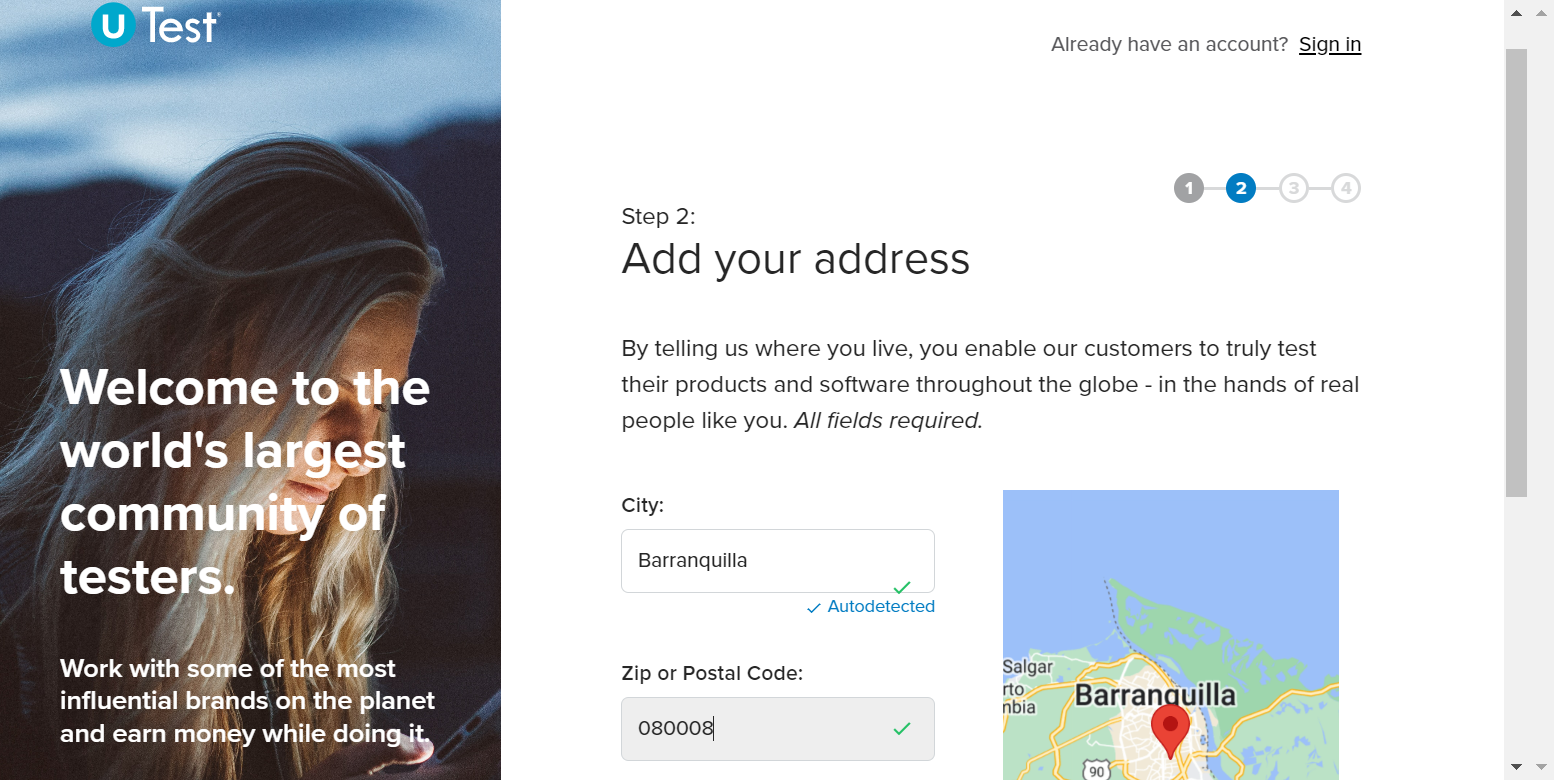 U Test
Welcome to the
world's largest
community of
testers.
Work with some of the most
influential brands on the planet
and earn money while doing it.
Already have an account? Sign in
1 2 3 4
Step 2:
Add your address
By telling us where you live, you enable our customers to truly test
their products and software throughout the globe - in the hands of real
people like you. All fields required.
City:
Barranquilla
Autodetected
Zip or Postal Code:
080008
Salgar
rto
nbia
Barranquilla
90